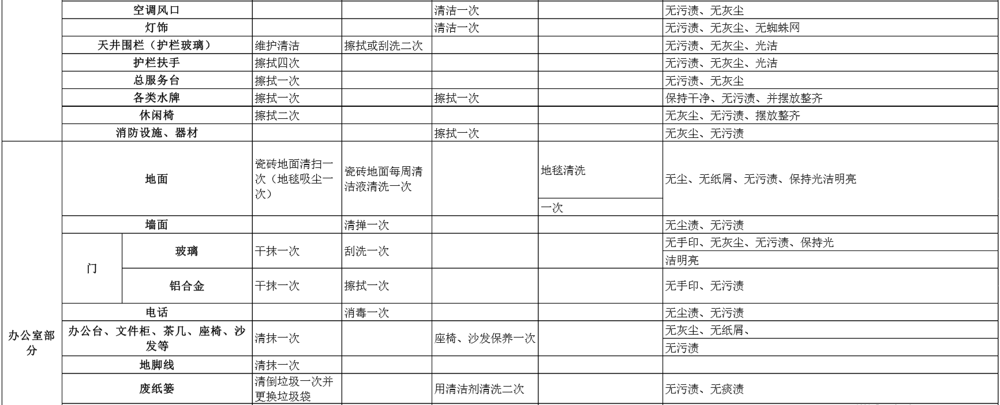 空调风口 清洁一次 无污渍、无灰尘
灯饰 清洁一次 无污渍、无灰尘、无蜘蛛网
天井围栏（护栏玻璃） 维护清洁 擦拭或刮洗二次 无污渍、无灰尘、光洁
护栏扶手 擦拭四次 无污渍、无灰尘、光洁
总服务台 擦拭一次 无污渍、无灰尘
各类水牌 擦拭一次 擦拭一次 保持干净、无污渍、并摆放整齐
休闲椅 擦拭二次 无灰尘、无污渍、摆放整齐
消防设施、器材 擦拭一次 无灰尘、无污渍
办公室部
分
地面
瓷砖地面清扫一
次（地毯吸尘一
次）
瓷砖地面每周清
洁液清洗一次
地毯清洗
一次
无尘、无纸屑、无污渍、保持光洁明亮
墙面 清掸一次 无尘渍、无污渍
门
玻璃 干抹一次 刮洗一次
无手印、无灰尘、无污渍、保持光
洁明亮
铝合金 干抹一次 擦拭一次 无手印、无污渍
电话 消毒一次 无尘渍、无污渍
办公台、文件柜、茶几、座椅、沙
发等
清抹一次 座椅、沙发保养一次
无灰尘、无纸屑、
无污渍
地脚线 清抹一次
废纸篓
清倒垃圾一次并
更换垃圾袋
用清洁剂清洗二次 无污渍、无痰渍